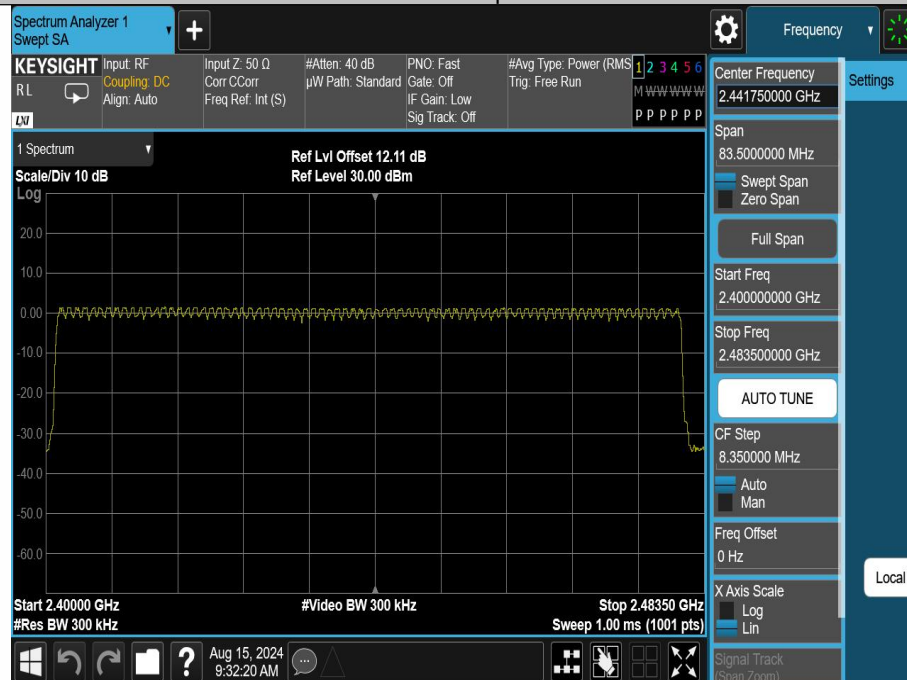 Spectrum Analyzer 1
Swept SA
+
Frequency
KEYSIGHT
RL
LXI
Input: RF
Coupling: DC
Align: Auto
Input Z: 50 Ω
Corr CCorr
Freq Ref: Int (S)
#Atten: 40 dB
µW Path: Standard
PNO: Fast
Gate: Off
IF Gain: Low
Sig Track: Off
#Avg Type: Power (RMS
Trig: Free Run
1 2 3 4 5 6
M W W W W W
P P P P P P
Center Frequency
2.441750000 GHz
Settings
Span
83.5000000 MHz
Swept Span
Zero Span
Full Span
Start Freq
2.400000000 GHz
Stop Freq
2.483500000 GHz
AUTO TUNE
CF Step
8.350000 MHz
Auto
Man
Freq Offset
0 Hz
X Axis Scale
Log
Lin
Signal Track
(Span Zoom)
Local
1 Spectrum
Scale/Div 10 dB
Ref Lvl Offset 12.11 dB
Ref Level 30.00 dBm
Log
20.0
10.0
0.00
-10.0
-20.0
-30.0
-40.0
-50.0
-60.0
Start 2.40000 GHz
#Video BW 300 kHz
Stop 2.48350 GHz
#Res BW 300 kHz
Sweep 1.00 ms (1001 pts)
?
Aug 15, 2024
9:32:20 AM